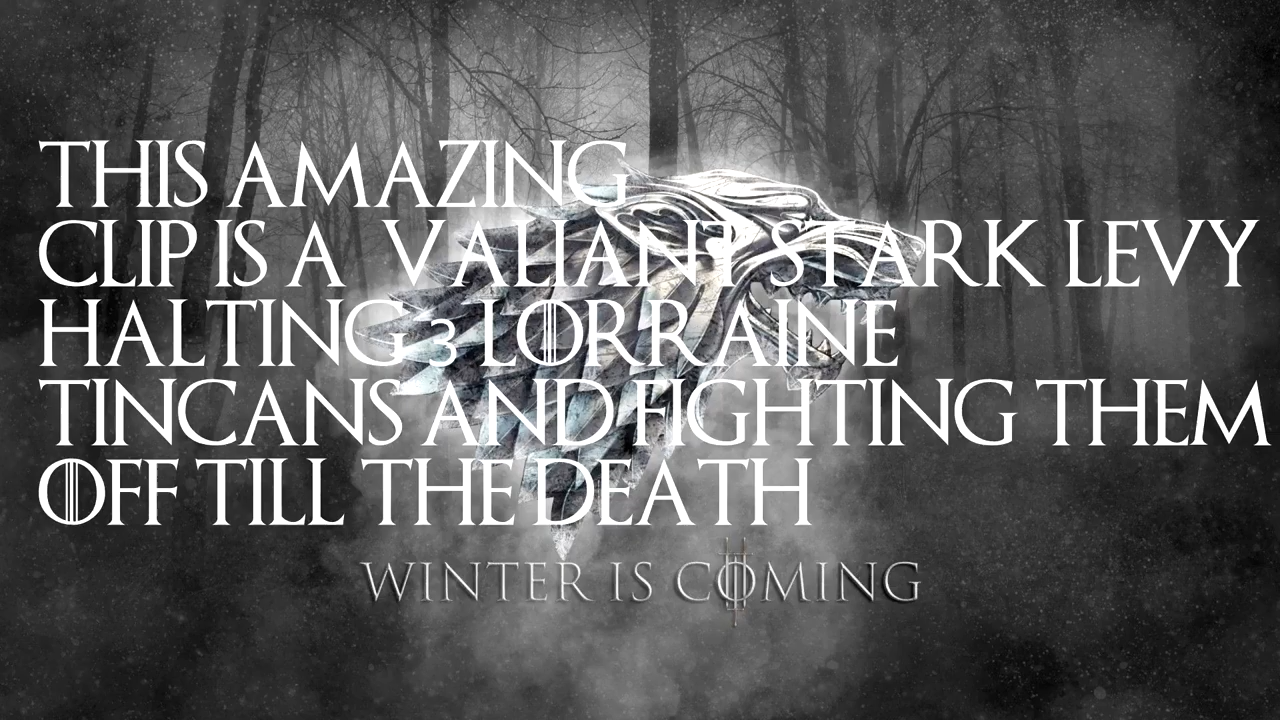 THIS AMAZING
CLIP IS A VALIANT STARK LEVY
HALTING 3 LORRAINE
TINCANS AND FIGHTING THEM
OFF TILL THE DEATH
WINTER IS COMING